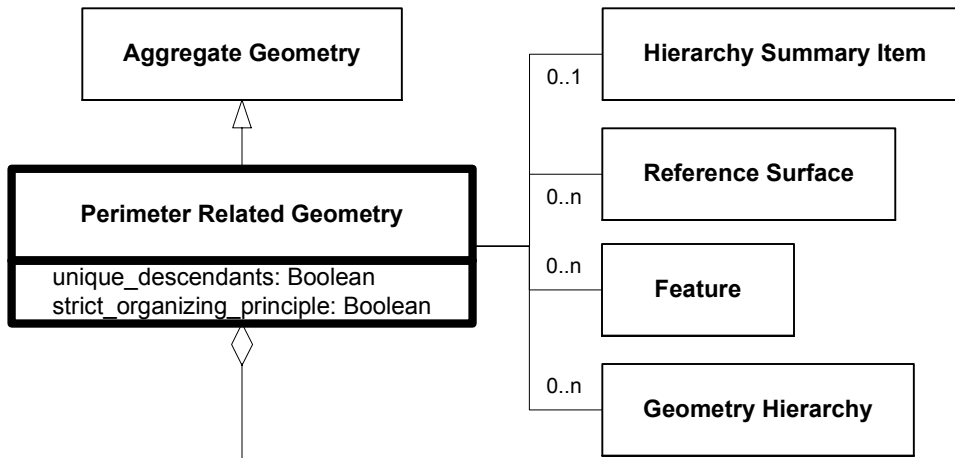 Aggregate Geometry
Perimeter Related Geometry
unique_descendants: Boolean
strict_organizing_principle: Boolean
0..1
Hierarchy Summary Item
Reference Surface
0..n
0..n
Feature
0..n
Geometry Hierarchy